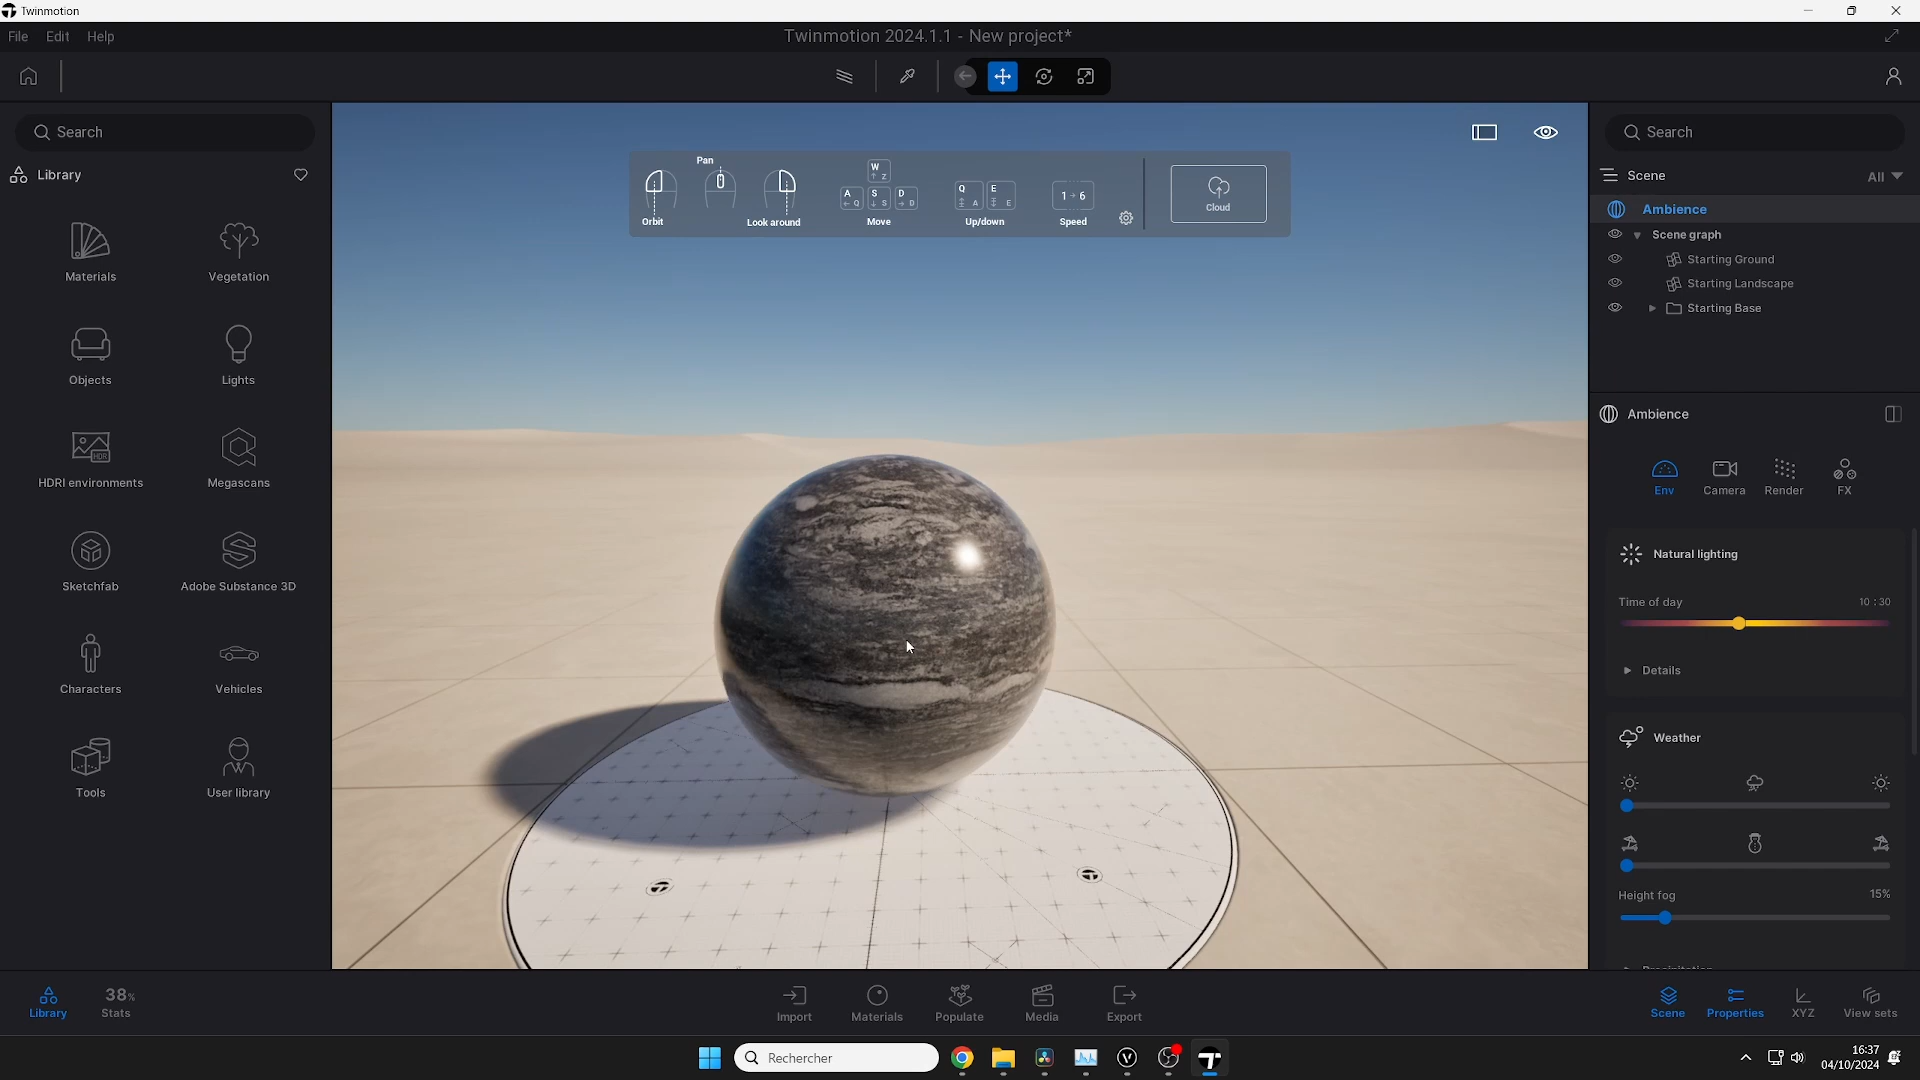 Twinmotion
File Edit Help
Twinmotion 2024.1.1 - New project*
Search
Library
Materials
Vegetation
Objects
Lights
HDR
HDRI environments
Megascans
Sketchfab
Adobe Substance 3D
Characters
Vehicles
Tools
User library
Pan
Orbit
Look around
W
↑ Z
A
← Q
S
↓ S
D
→ D
Move
Q
A
E
E
Up/down
1 - 6
Speed
Cloud
Search
Scene
All
Ambience
Scene graph
Starting Ground
Starting Landscape
Starting Base
Ambience
Env
Camera
Render
FX
Natural lighting
Time of day 10 : 30
Details
Weather
Height fog 15%
Precipitation
Library
38%
Stats
Import
Materials
Populate
Media
Export
Scene
Properties
XYZ
View sets
Rechercher
16:37
04/10/2024